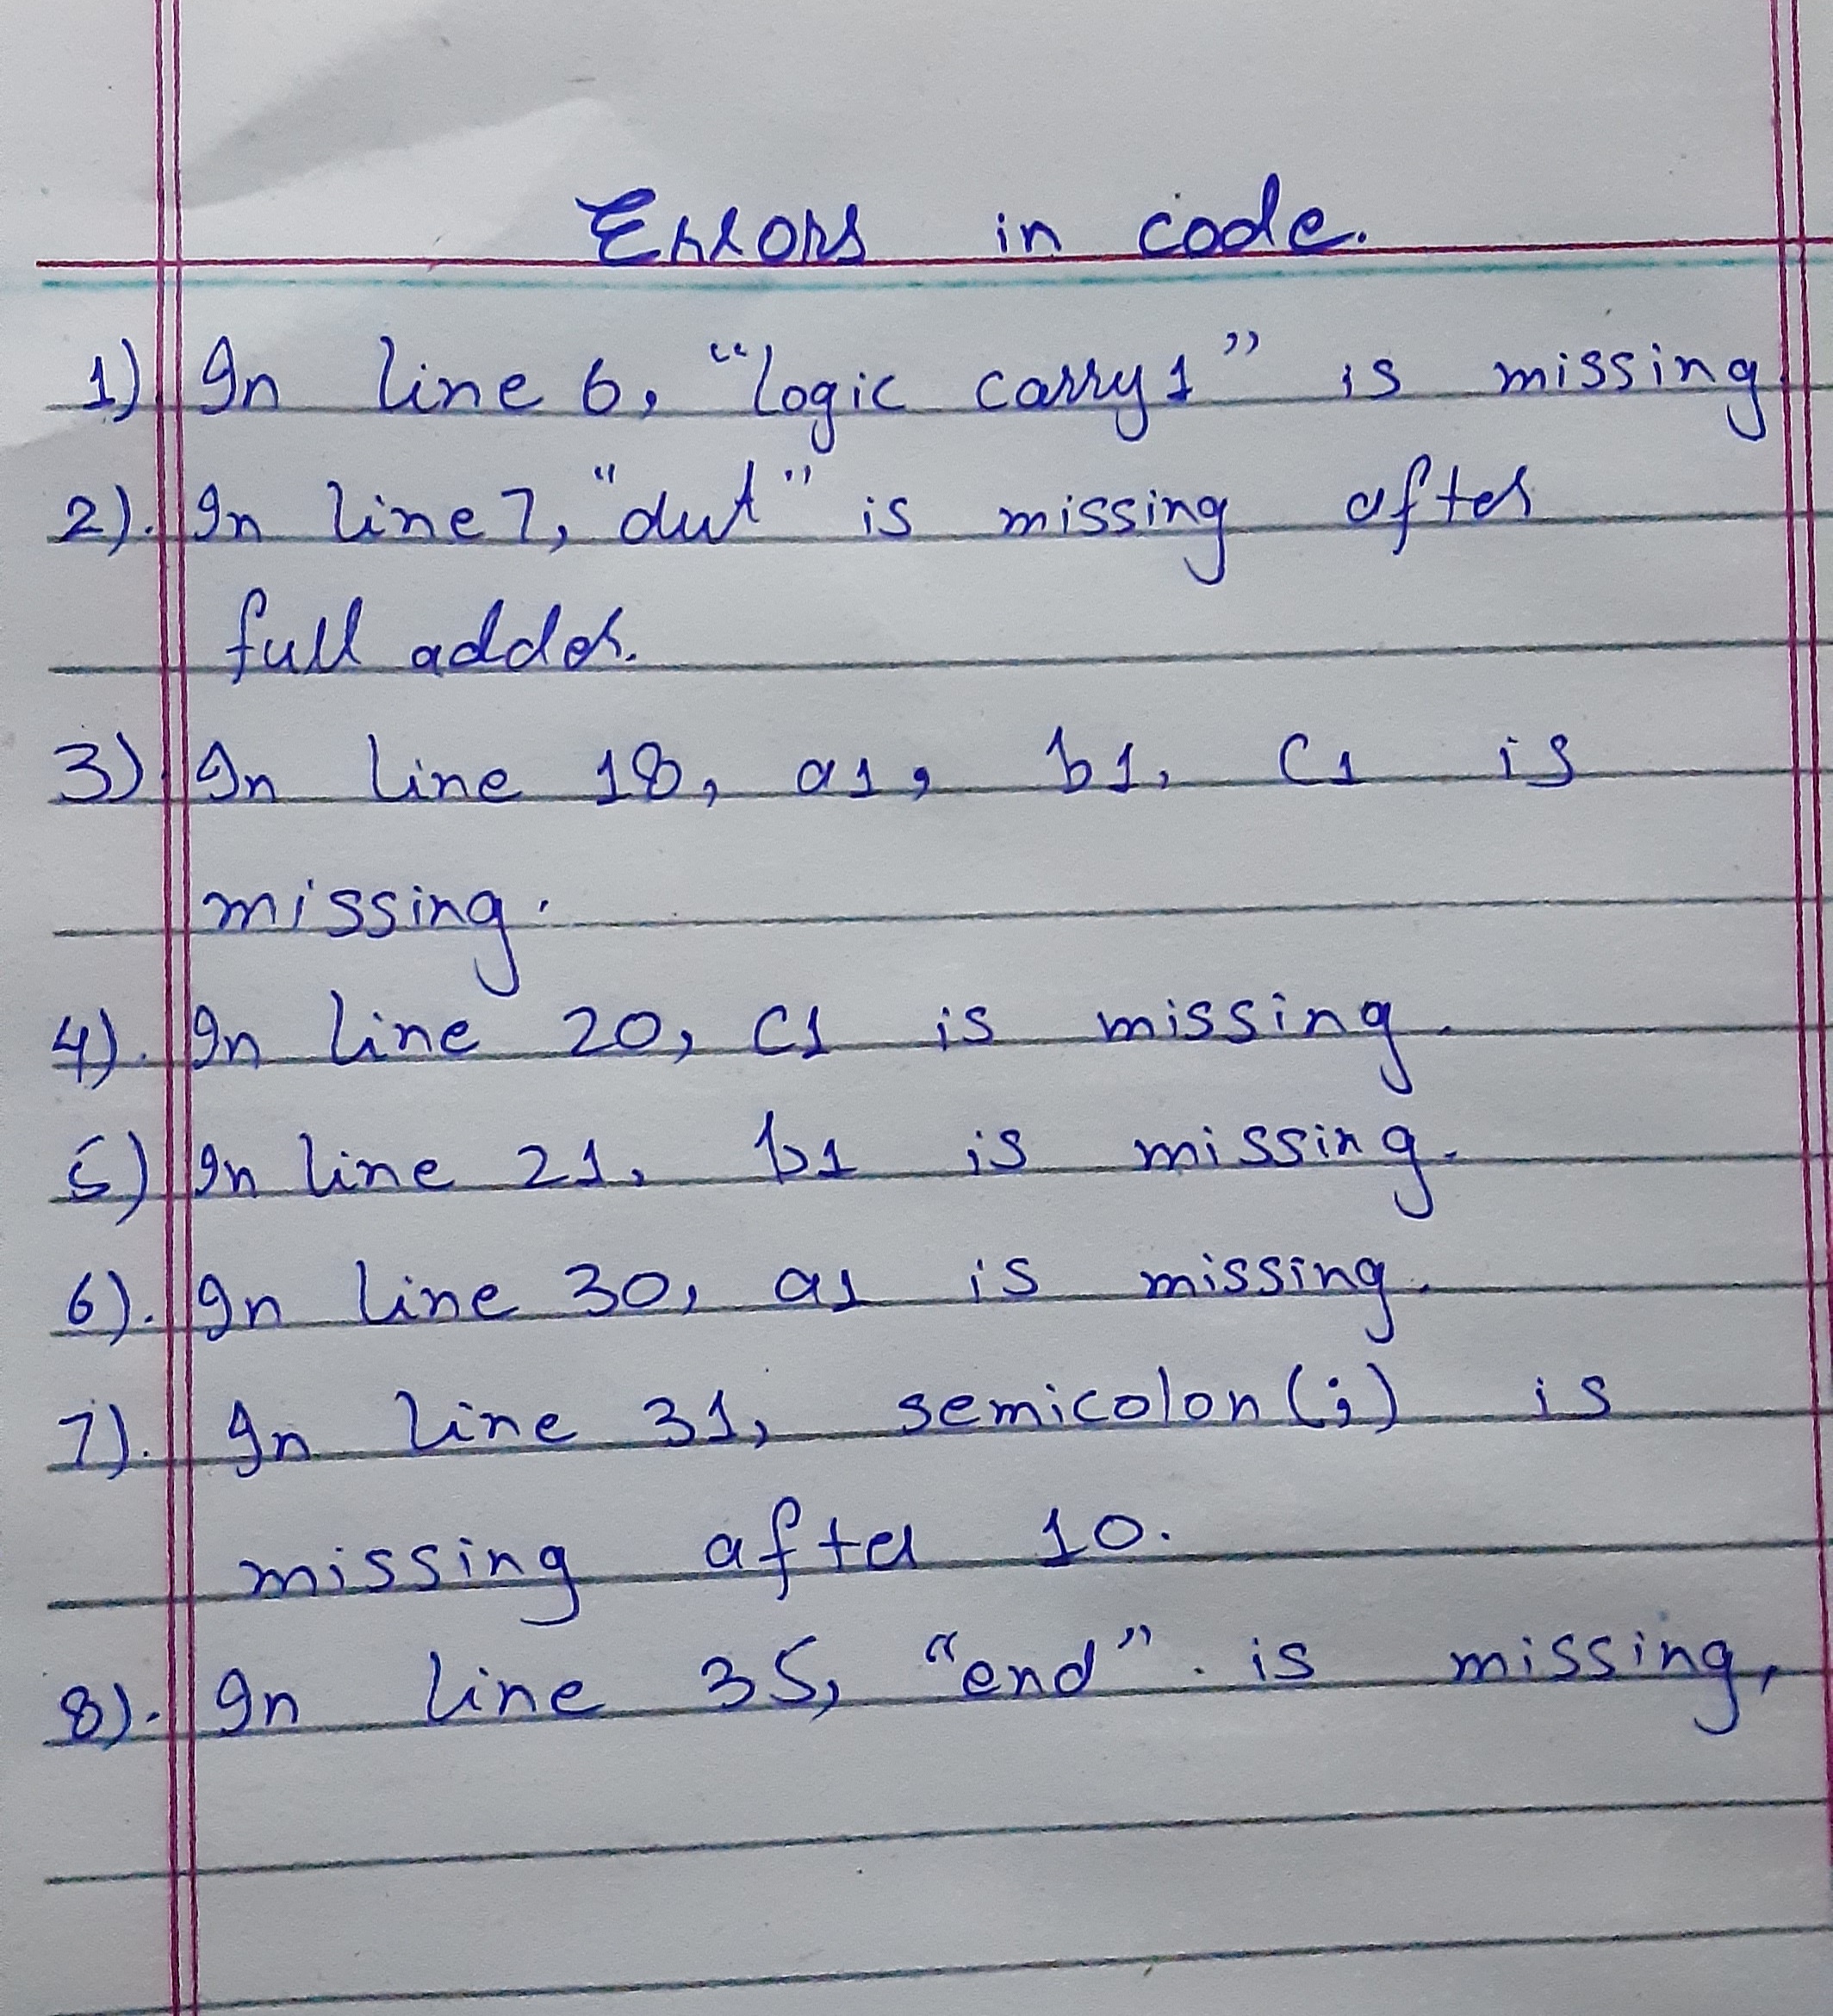 Errors in code.
1) In line 6, "logic carry1" is missing
2). In line 7, "dut" is missing after
full adder.
3) In line 18, a1, b1, c1 is
missing.
4). In line 20, c1 is missing.
5) In line 21, b1 is missing.
6). In line 30, a1 is missing.
7). In line 31, semicolon (;) is
missing after 10.
8). In line 35, "end". is missing.